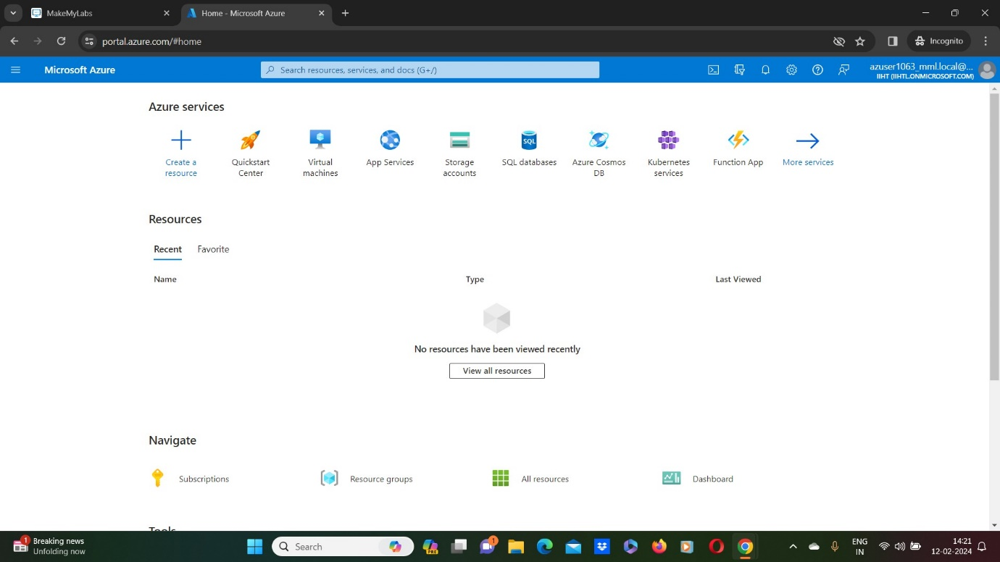 MakeMyLabs
Home - Microsoft Azure
portal.azure.com/#home
Incognito
Microsoft Azure
Search resources, services, and docs (G+/)
azuser1063_mml.local@...
IIHT (IIHTL.ONMICROSOFT.COM)
Azure services
Create a
resource
Quickstart
Center
Virtual
machines
App Services
Storage
accounts
SQL
SQL databases
Azure Cosmos
DB
Kubernetes
services
Function App
More services
Resources
Recent
Favorite
Name
Type
Last Viewed
No resources have been viewed recently
View all resources
Navigate
Subscriptions
Resource groups
All resources
Dashboard
Tools
1
Breaking news
Unfolding now
Search
PRE
1
ENG
IN
14:21
12-02-2024